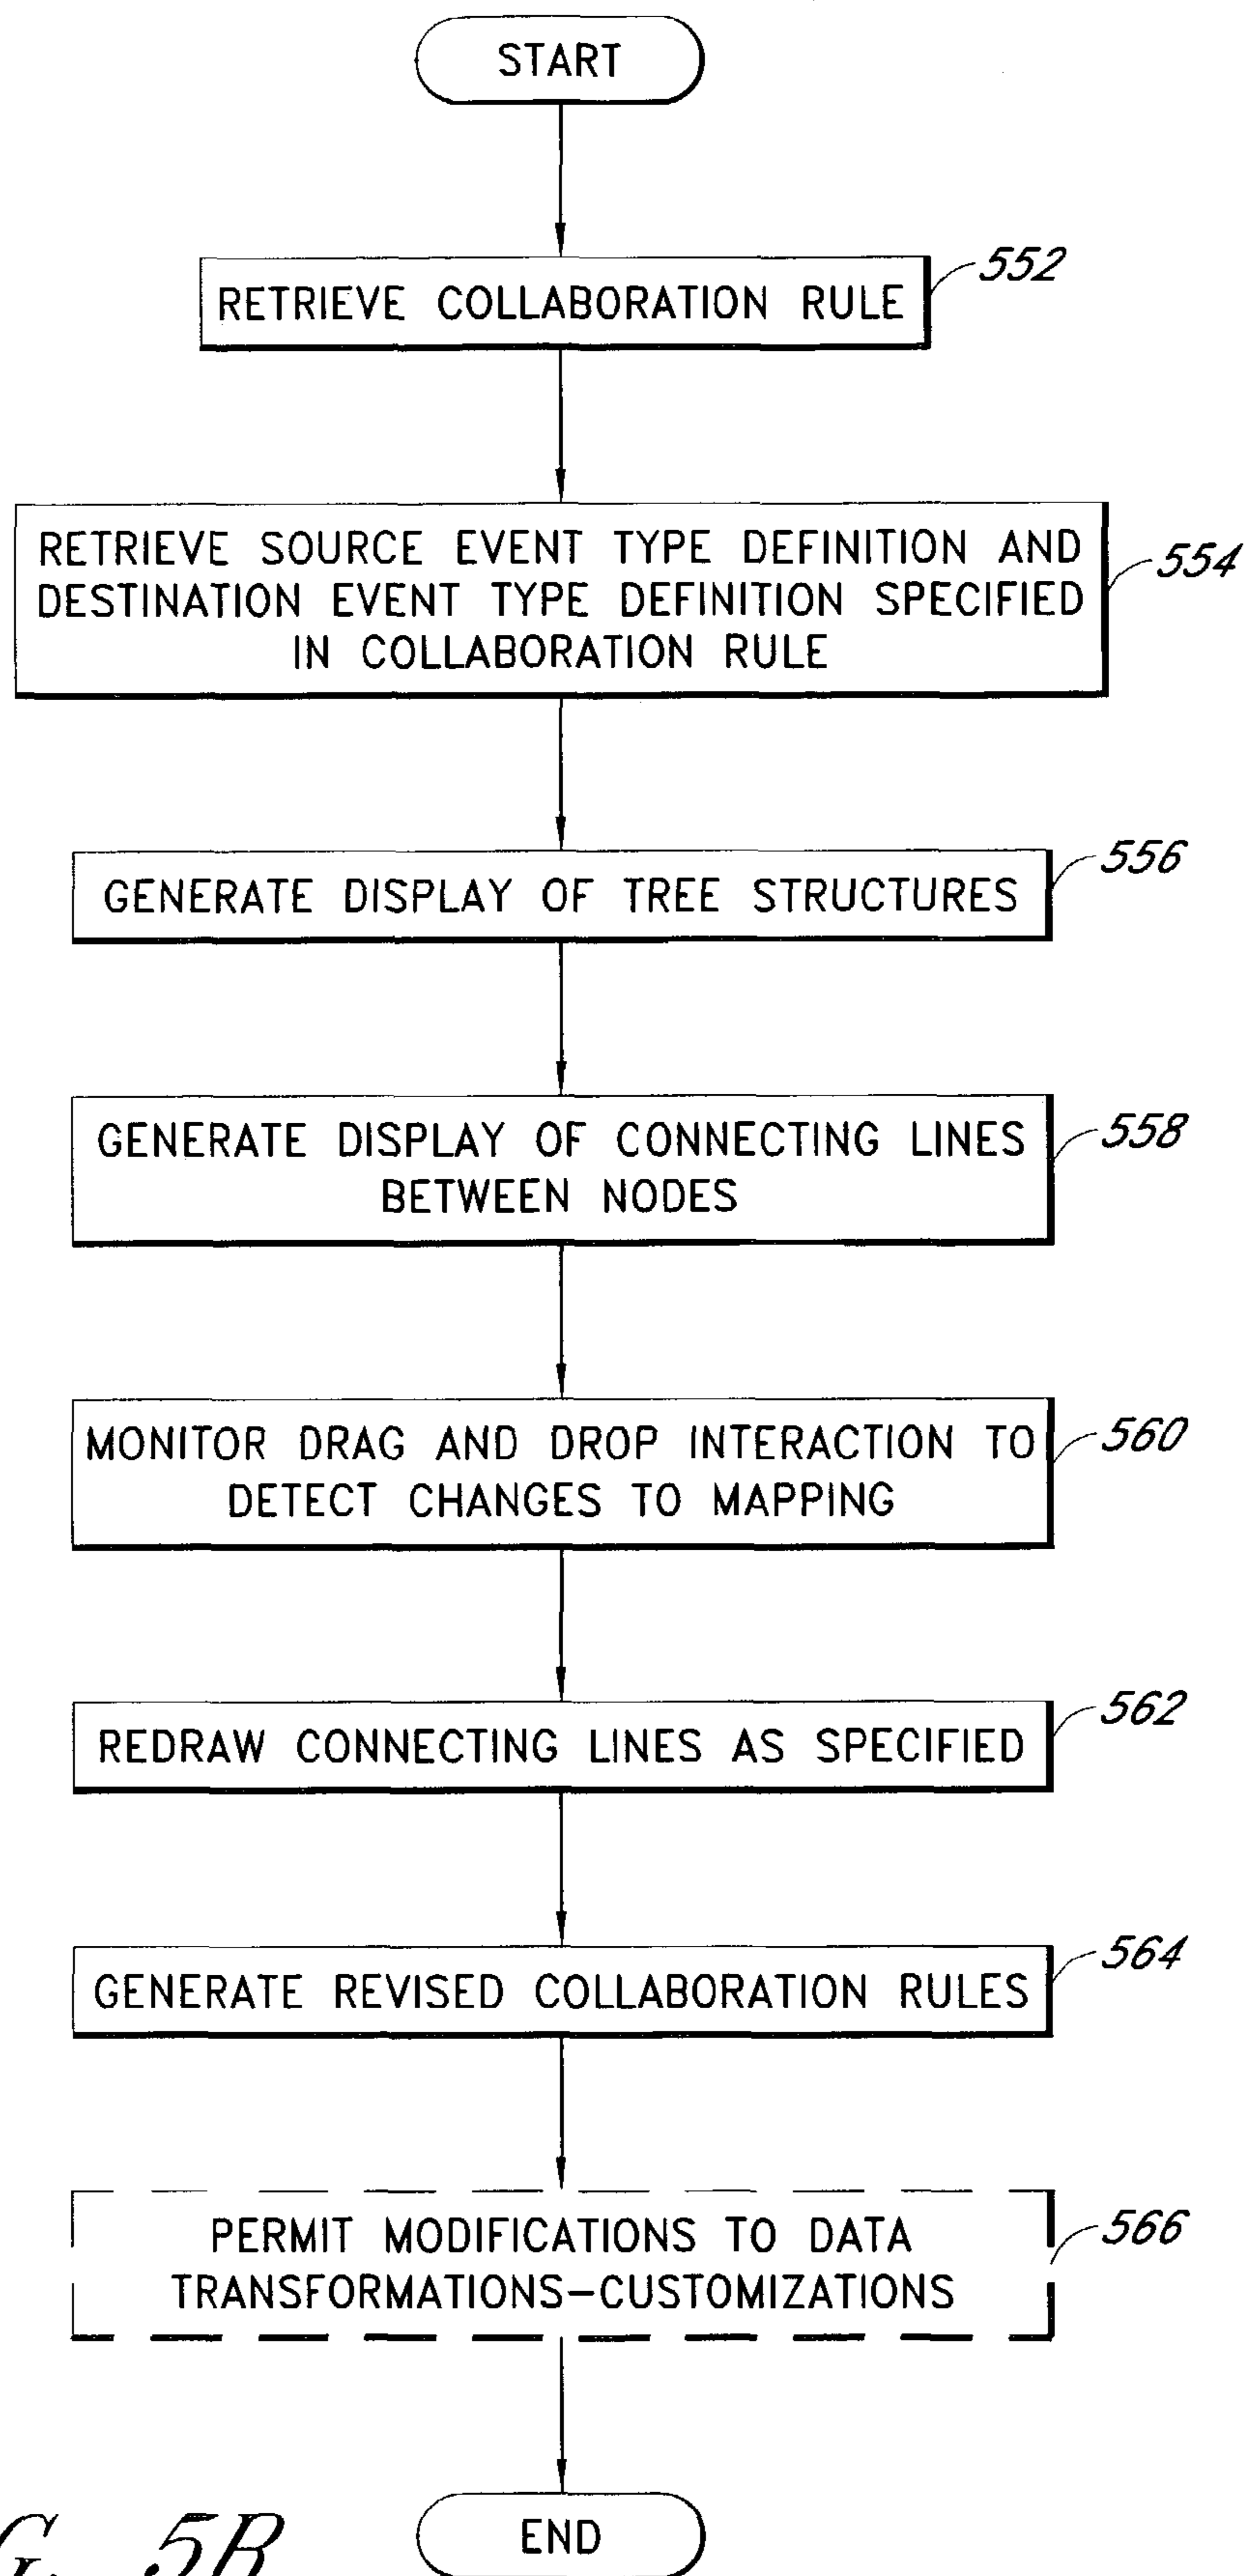 START
RETRIEVE COLLABORATION RULE
552
RETRIEVE SOURCE EVENT TYPE DEFINITION AND
DESTINATION EVENT TYPE DEFINITION SPECIFIED
IN COLLABORATION RULE
554
GENERATE DISPLAY OF TREE STRUCTURES
556
GENERATE DISPLAY OF CONNECTING LINES
BETWEEN NODES
558
MONITOR DRAG AND DROP INTERACTION TO
DETECT CHANGES TO MAPPING
560
REDRAW CONNECTING LINES AS SPECIFIED
562
GENERATE REVISED COLLABORATION RULES
564
PERMIT MODIFICATIONS TO DATA
TRANSFORMATIONS-CUSTOMIZATIONS
566
END